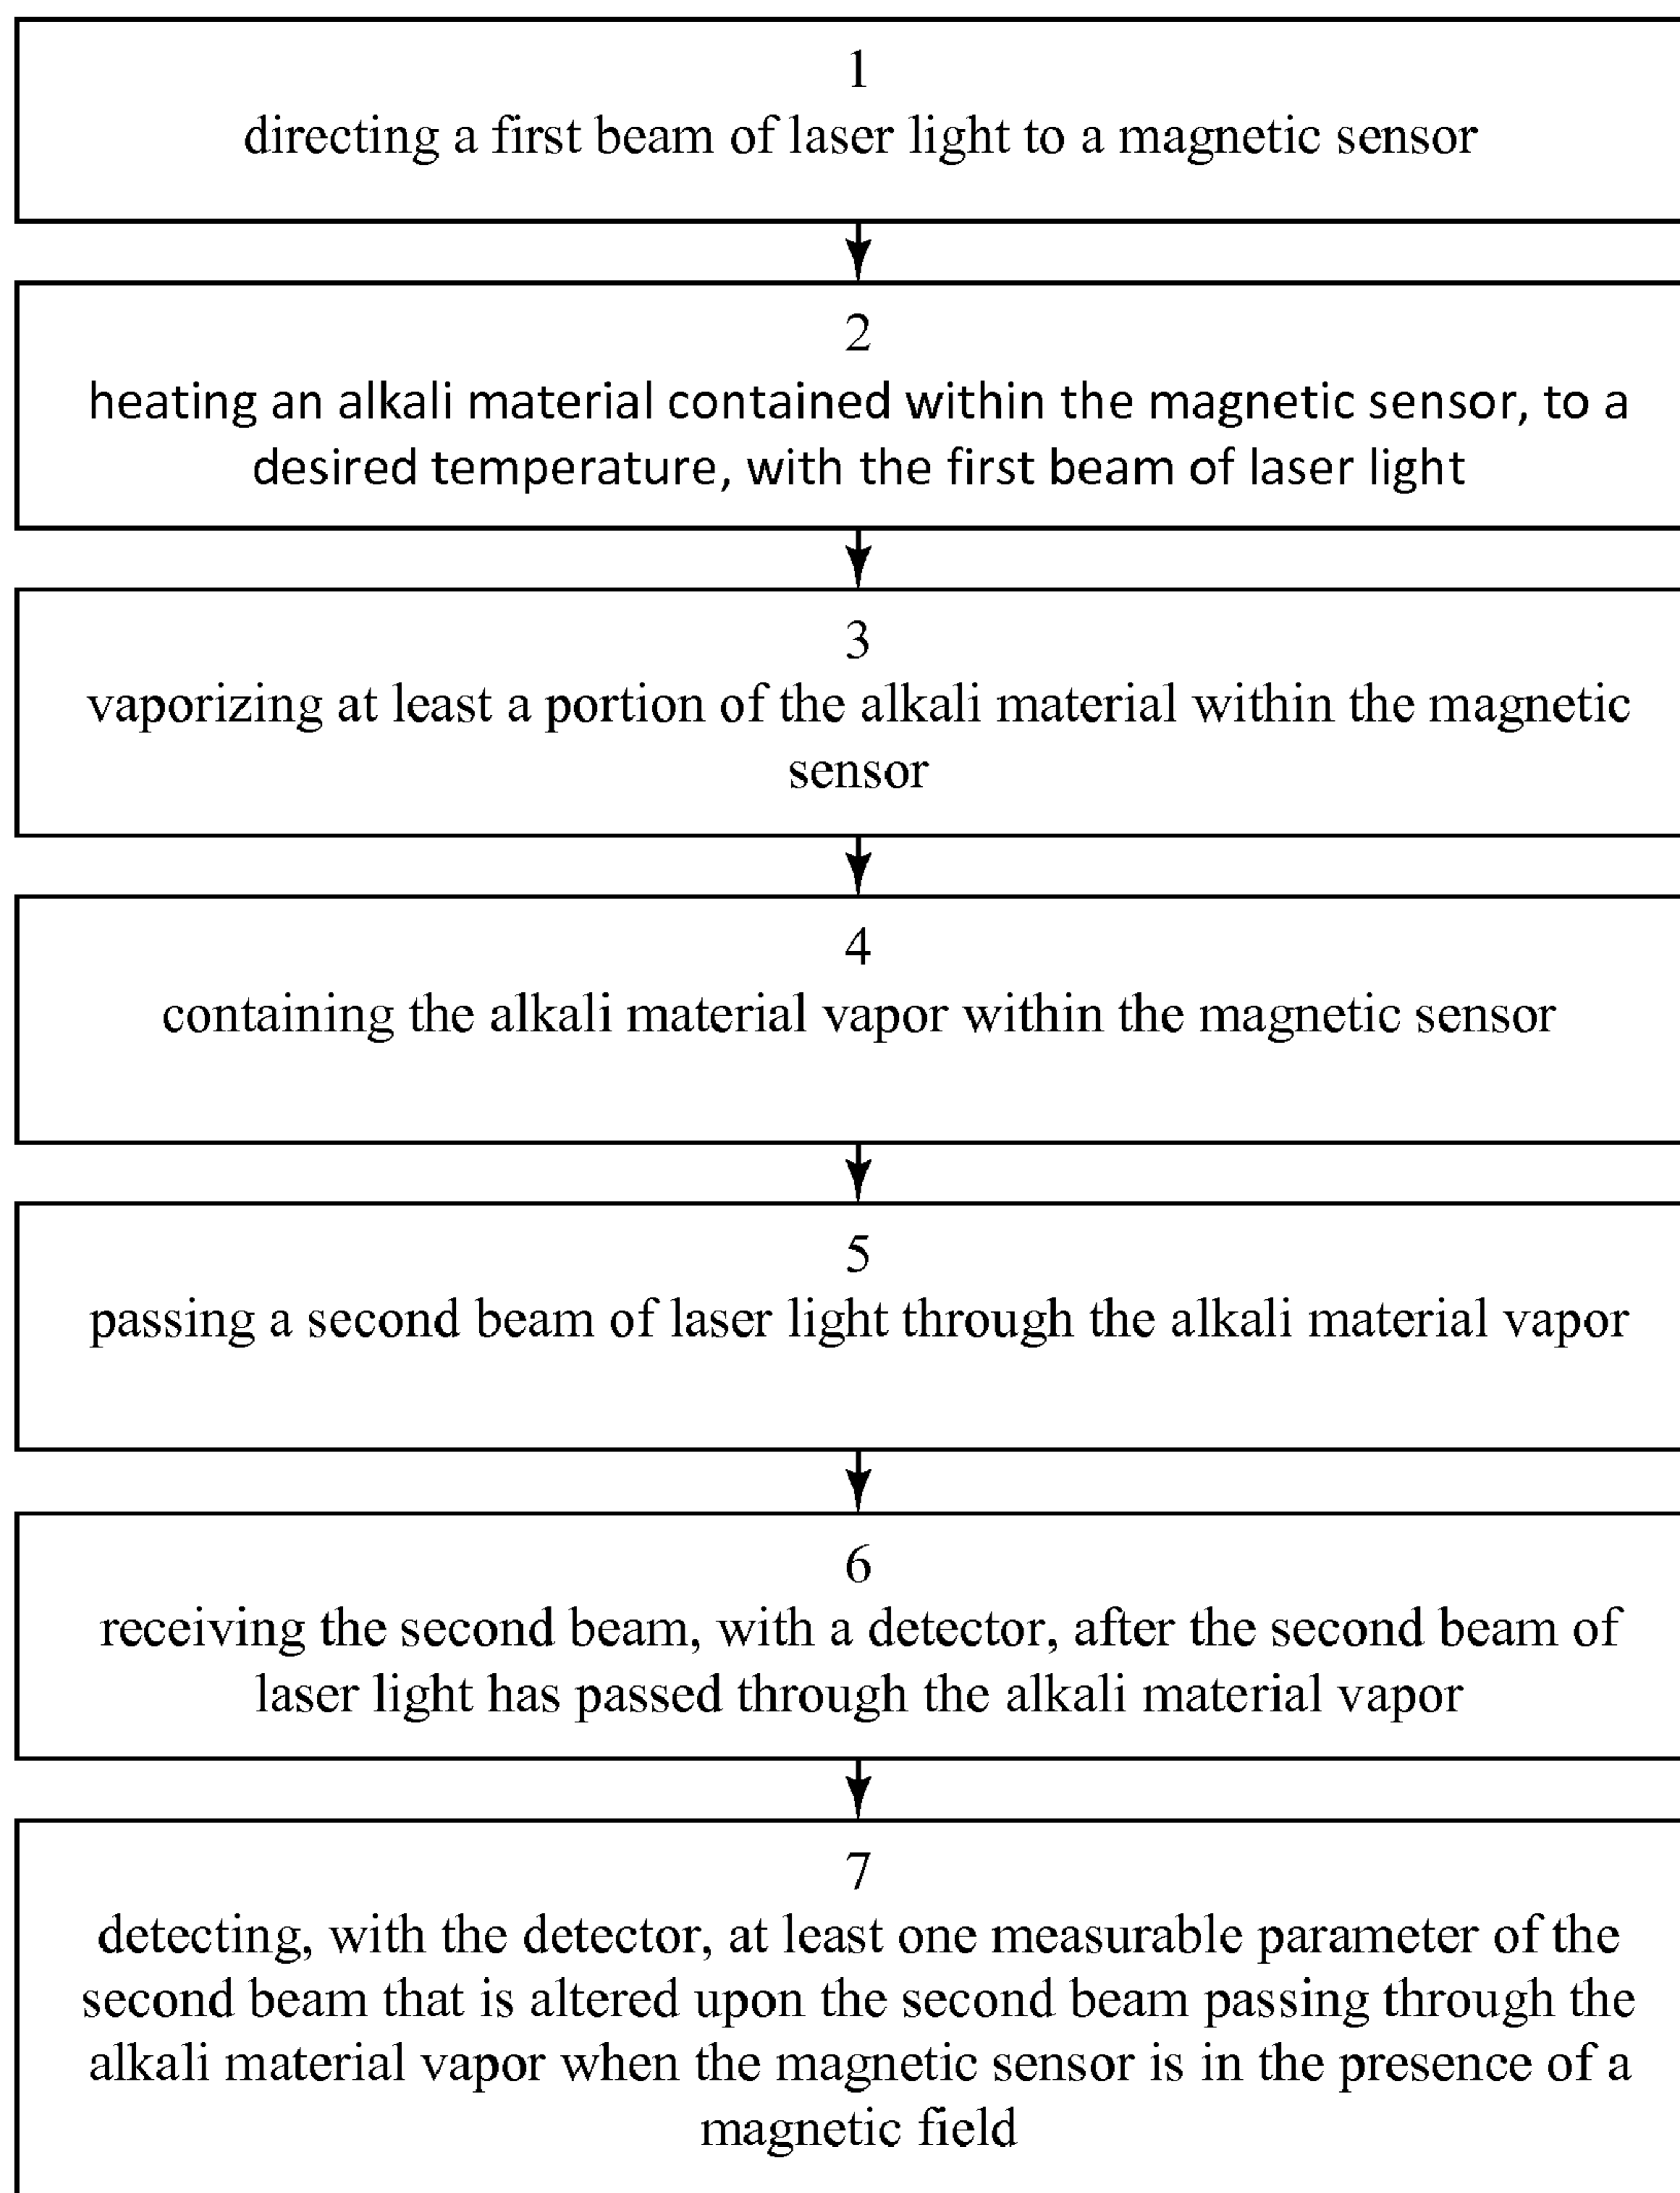 1
directing a first beam of laser light to a magnetic sensor
2
heating an alkali material contained within the magnetic sensor, to a
desired temperature, with the first beam of laser light
3
vaporizing at least a portion of the alkali material within the magnetic
sensor
4
containing the alkali material vapor within the magnetic sensor
5
passing a second beam of laser light through the alkali material vapor
6
receiving the second beam, with a detector, after the second beam of
laser light has passed through the alkali material vapor
7
detecting, with the detector, at least one measurable parameter of the
second beam that is altered upon the second beam passing through the
alkali material vapor when the magnetic sensor is in the presence of a
magnetic field